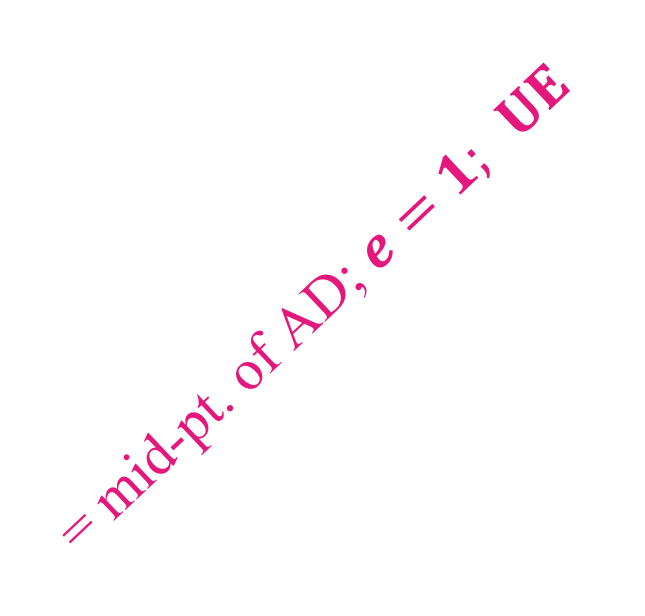 = mid-pt. of AD; e = 1; UE